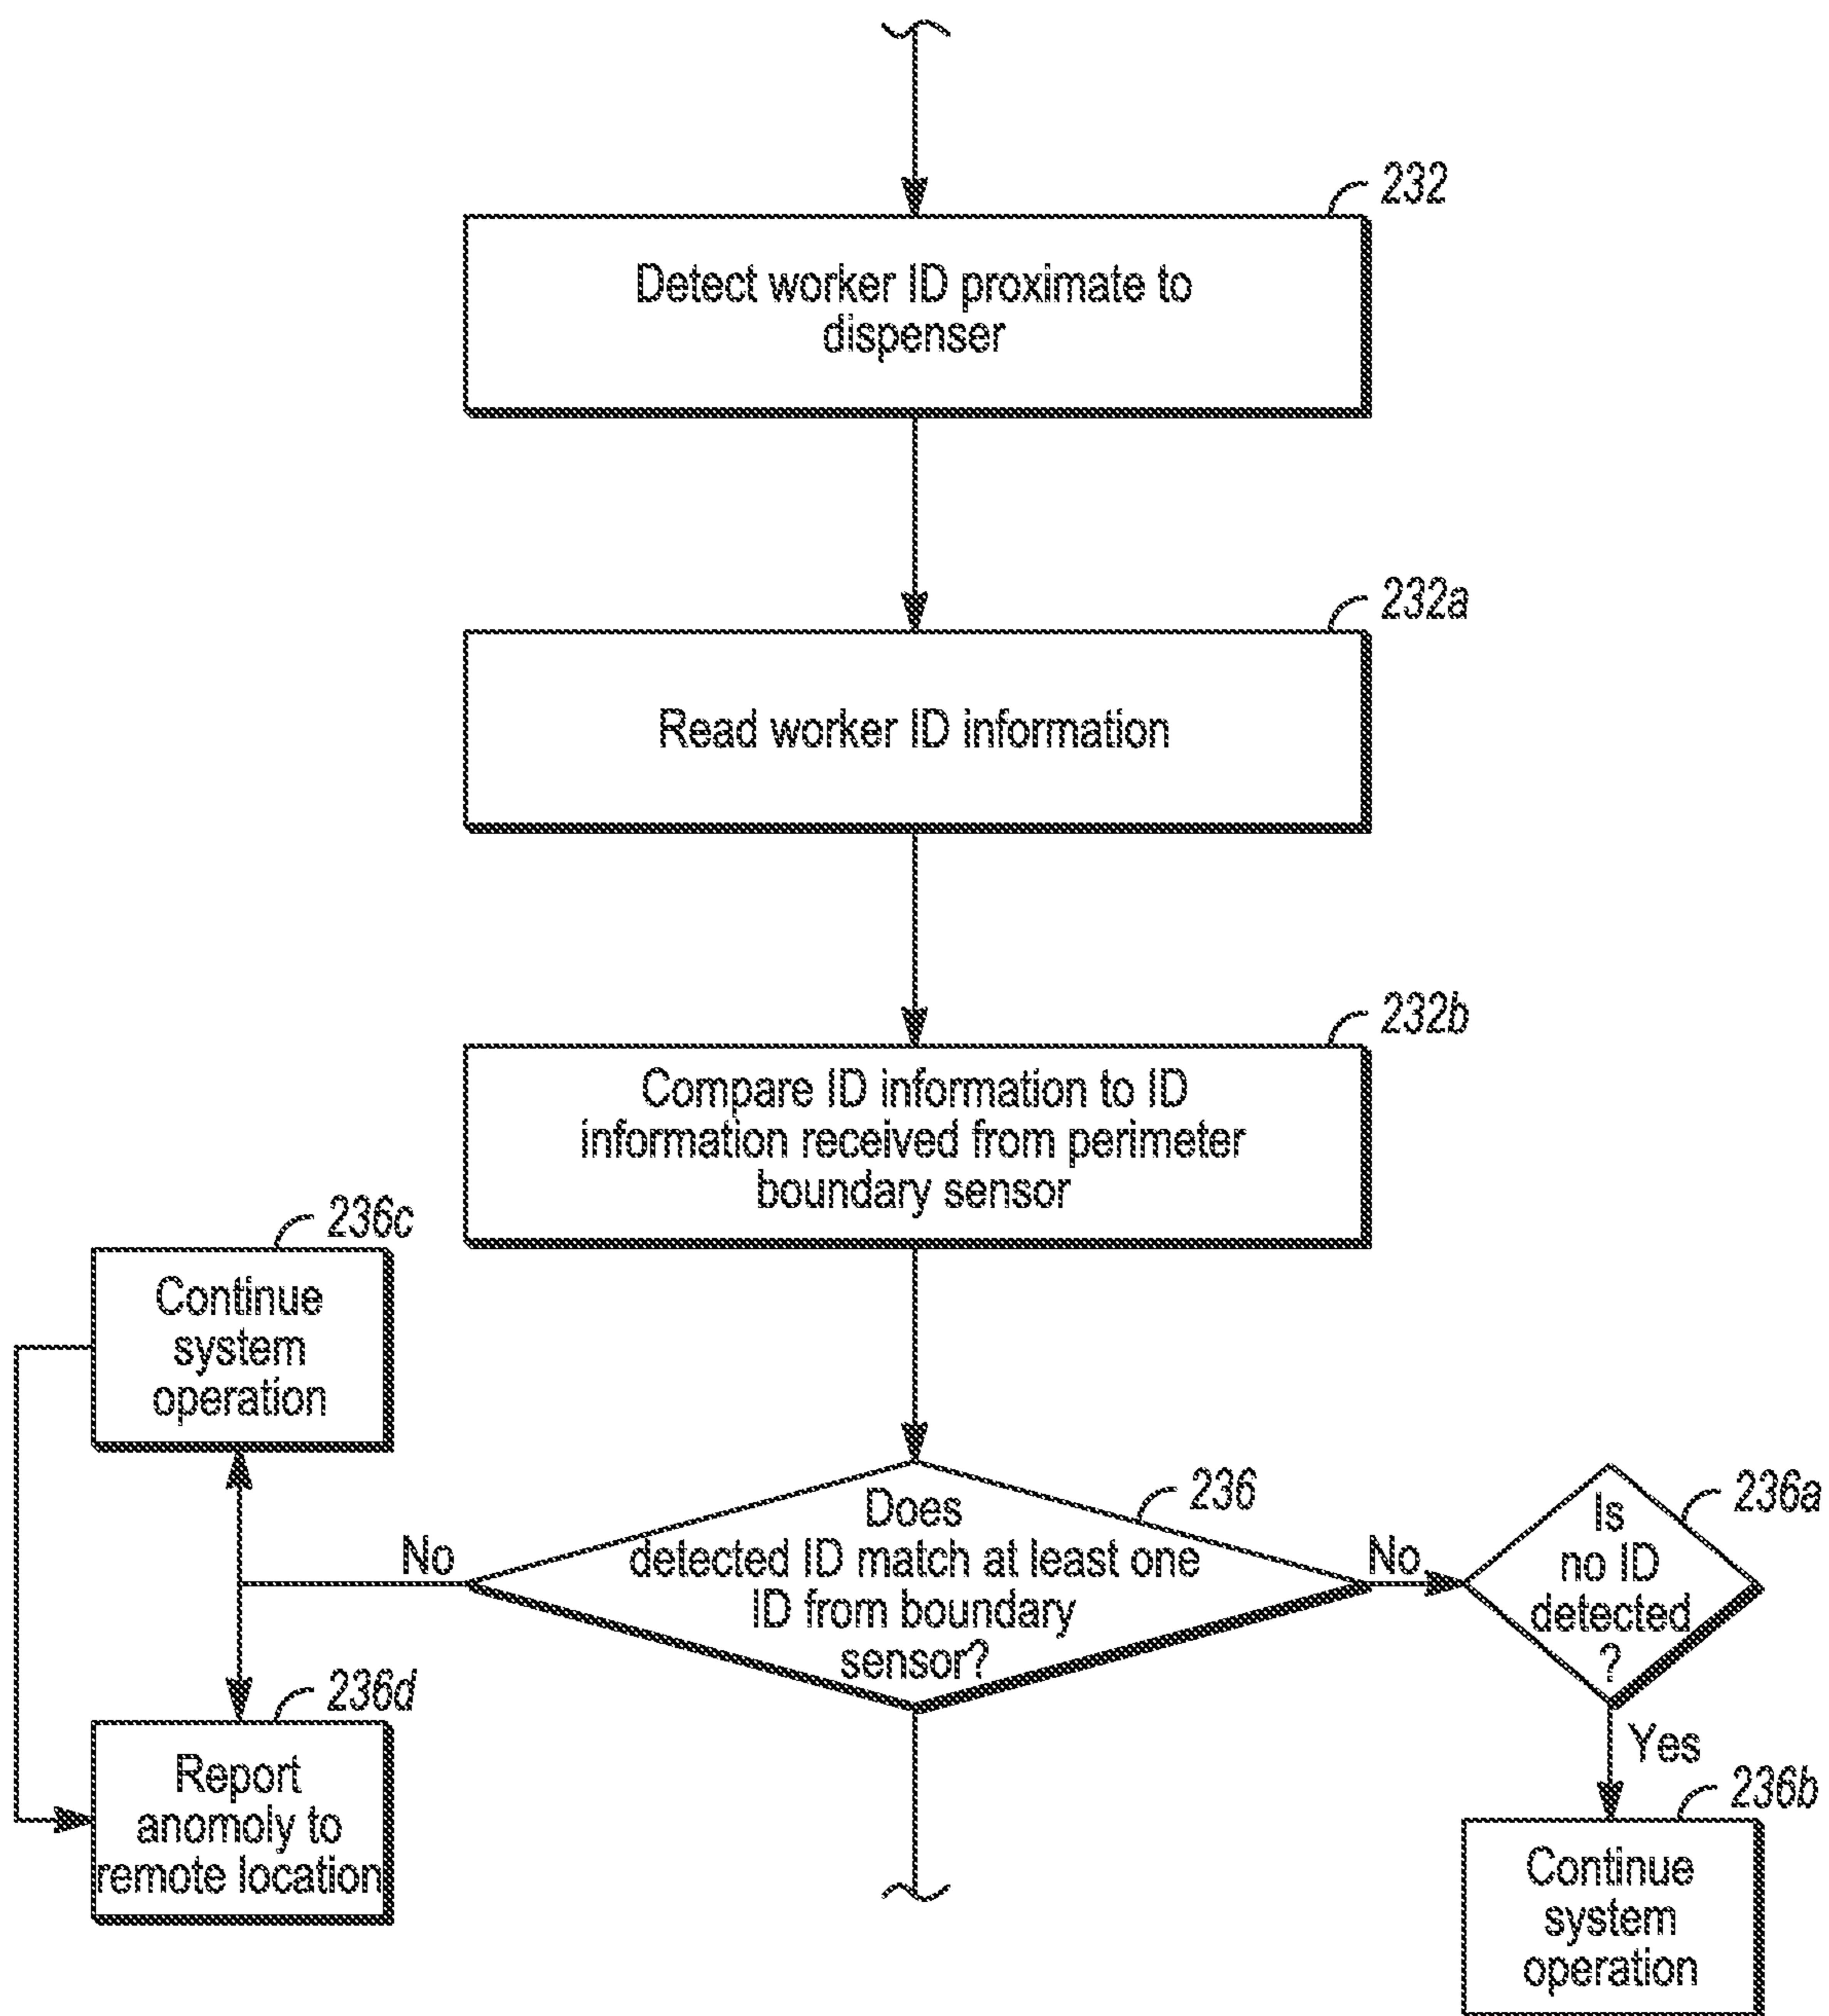 232
Detect worker ID proximate to
dispenser
232a
Read worker ID information
232b
Compare ID information to ID
information received from perimeter
boundary sensor
236c
Continue
system
operation
236
Does
detected ID match at least one
ID from boundary
sensor?
No
No
236a
Is
no ID
detected
?
Yes
236d
Report
anomoly to
remote location
236b
Continue
system
operation